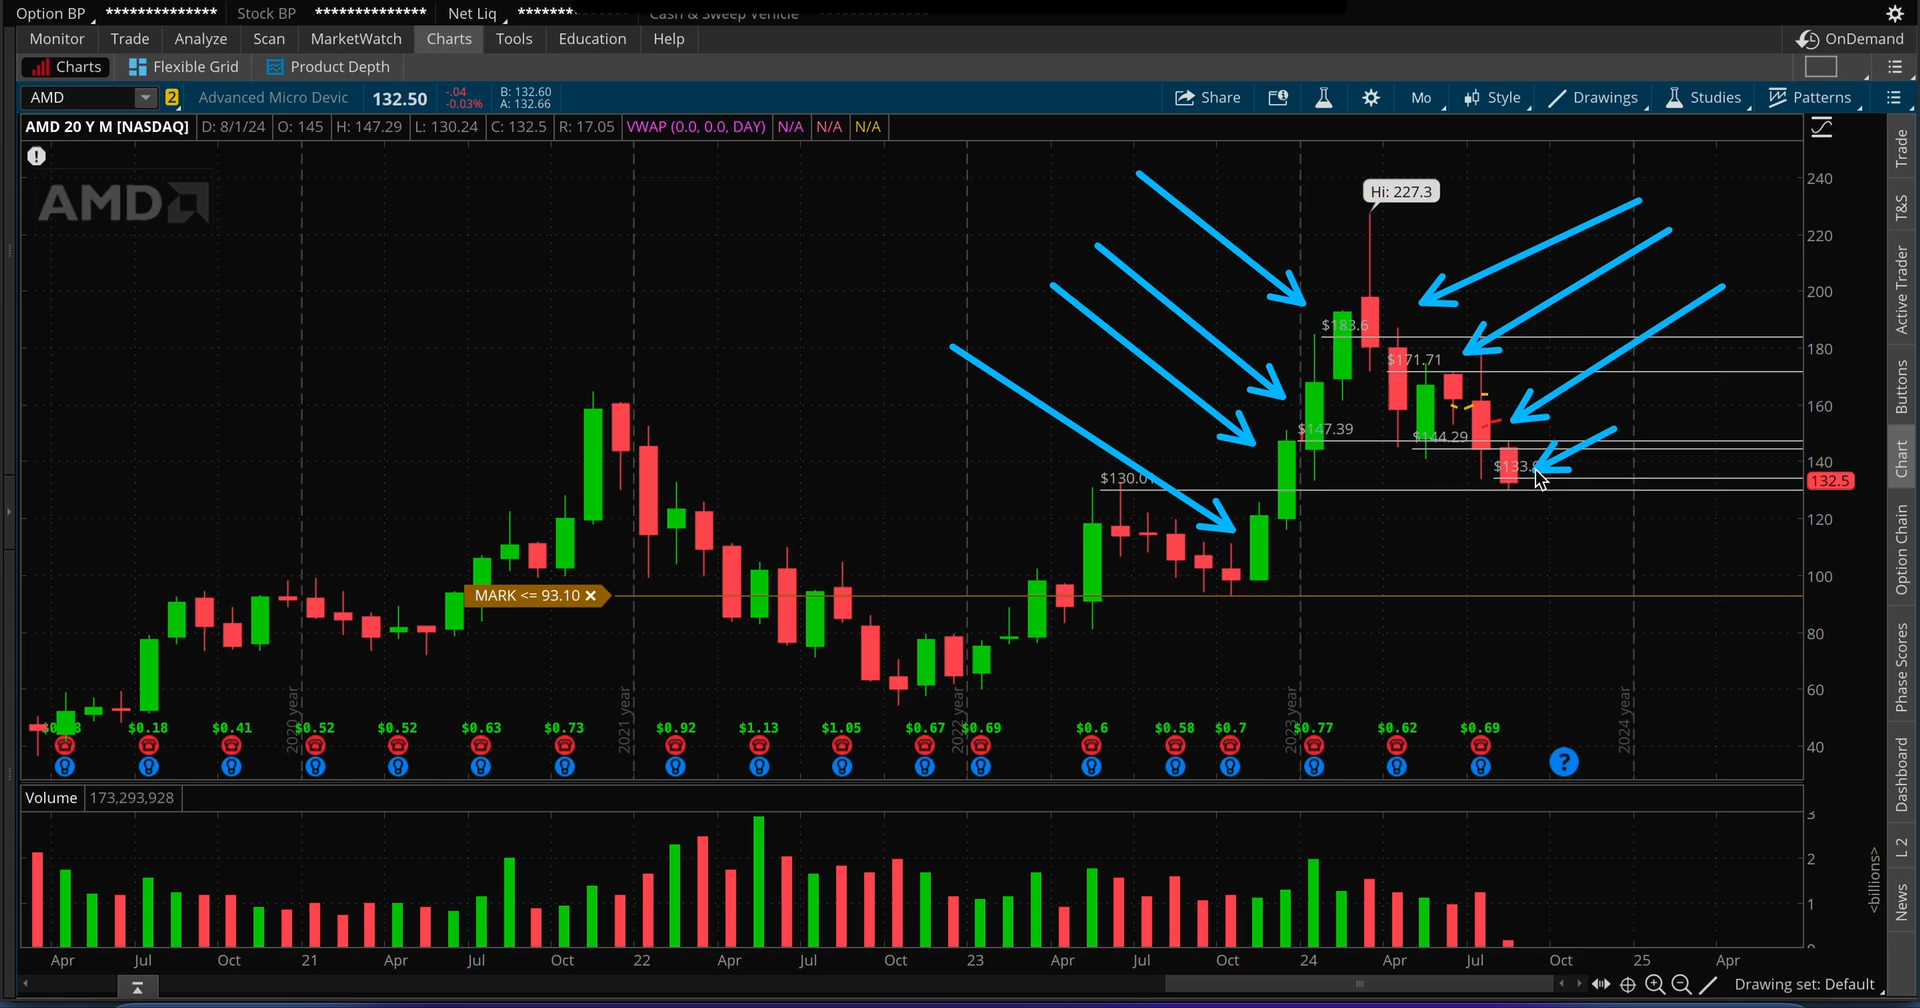 Option BP ************** Stock BP ************** Net Liq *******
Monitor Trade Analyze Scan MarketWatch Charts Tools Education Help OnDemand
Charts Flexible Grid Product Depth
AMD 2 Advanced Micro Devic 132.50 -.04 -0.03% B: 132.60 A: 132.66 Share Mo Style Drawings Studies Patterns
AMD 20 Y M [NASDAQ] D: 8/1/24 O: 145 H: 147.29 L: 130.24 C: 132.5 R: 17.05 VWAP (0.0, 0.0, DAY) N/A N/A N/A
AMD
Hi: 227.3
$183.6
$171.71
$147.39
$144.29
$130.01
MARK <= 93.10
240
220
200
180
160
140
132.5
120
100
80
60
40
2020 year 2021 year 2022 year 2023 year 2024 year
$0.18 $0.41 $0.52 $0.52 $0.63 $0.73 $0.92 $1.13 $1.05 $0.67 $0.69 $0.6 $0.58 $0.7 $0.77 $0.62 $0.69
?
Volume 173,293,928
3
2
1
<billions>
Apr Jul Oct 21 Apr Jul Oct 22 Apr Jul Oct 23 Apr Jul Oct 24 Apr Jul Oct 25 Apr
Drawing set: Default
Trade
T&S
Active Trader
Buttons
Chart
Option Chain
Phase Scores
Dashboard
L 2
News